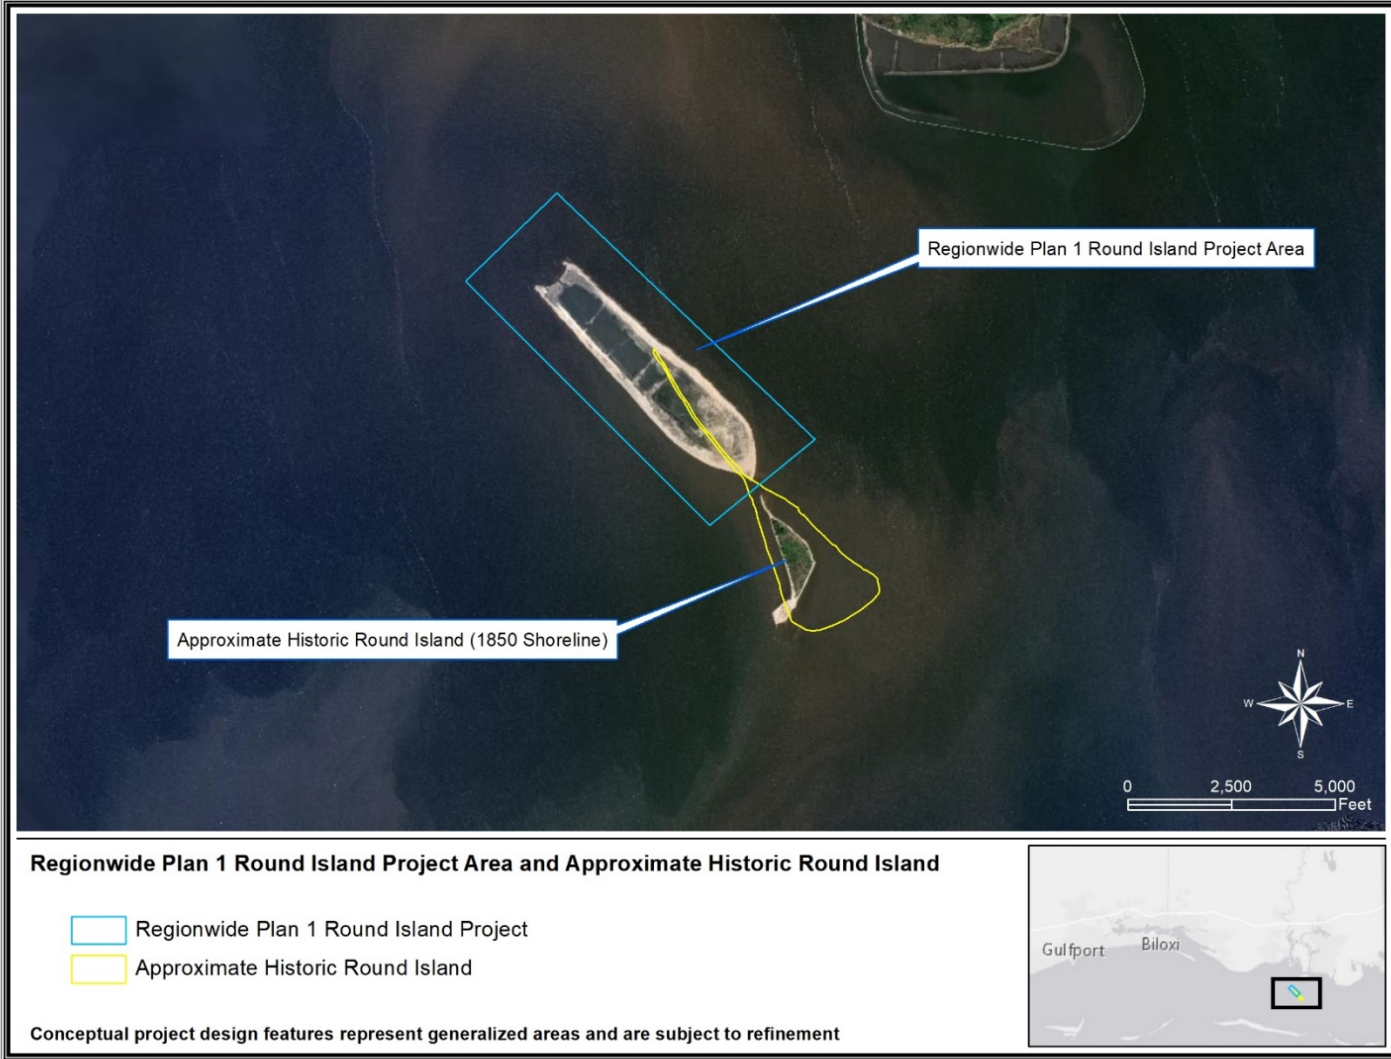 Regionwide Plan 1 Round Island Project Area
Approximate Historic Round Island (1850 Shoreline)
N
W E
S
0 2,500 5,000
Feet
Regionwide Plan 1 Round Island Project Area and Approximate Historic Round Island
Regionwide Plan 1 Round Island Project
Approximate Historic Round Island
Conceptual project design features represent generalized areas and are subject to refinement
Gulfport Biloxi